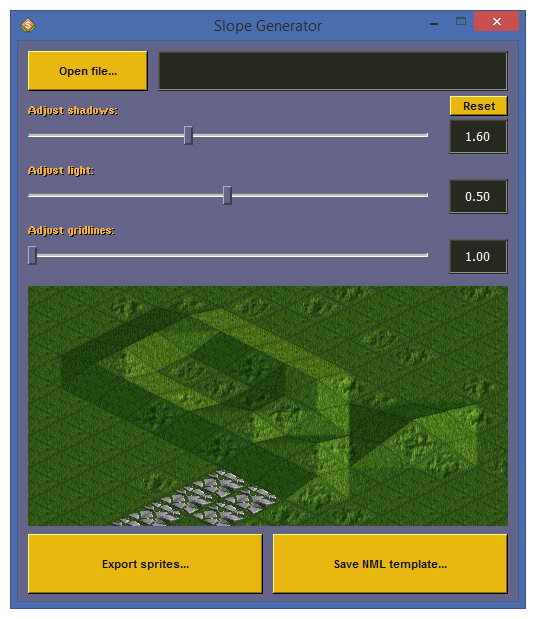 Slope Generator
Open file...
Reset
Adjust shadows:
1.60
Adjust light:
0.50
Adjust gridlines:
1.00
Export sprites...
Save NML template...